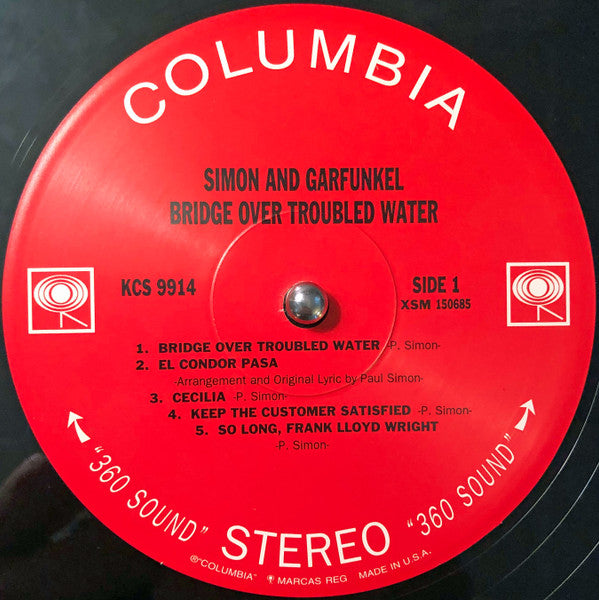 COLUMBIA
SIMON AND GARFUNKEL
BRIDGE OVER TROUBLED WATER
KCS 9914
SIDE 1
XSM 150685
1. BRIDGE OVER TROUBLED WATER -P. Simon-
2. EL CONDOR PASA
-Arrangement and Original Lyric by Paul Simon-
3. CECILIA -P. Simon-
4. KEEP THE CUSTOMER SATISFIED -P. Simon-
5. SO LONG, FRANK LLOYD WRIGHT
-P. Simon-
"360 SOUND" STEREO "360 SOUND"
®"COLUMBIA" MARCAS REG MADE IN U.S.A.